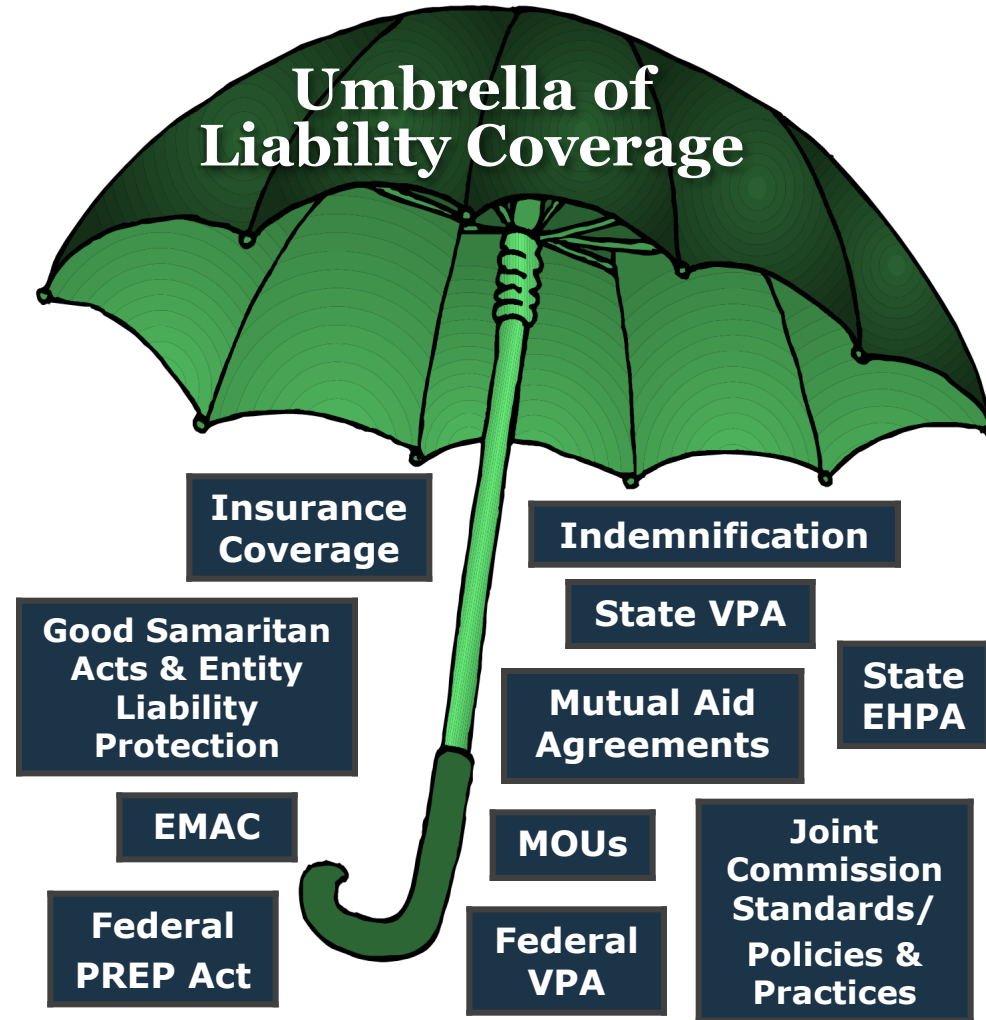 Umbrella of
Liability Coverage
Insurance
Coverage
Indemnification
State VPA
Good Samaritan
Acts & Entity
Liability
Protection
State
EHPA
Mutual Aid
Agreements
EMAC
MOUs
Joint
Commission
Standards/
Policies &
Practices
Federal
PREP Act
Federal
VPA